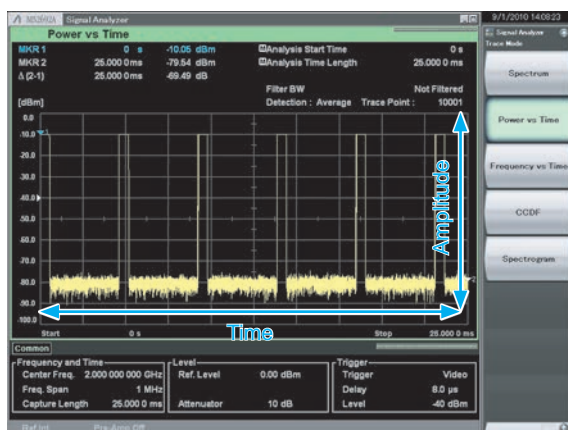 MS2692A Signal Analyzer
9/1/2010 14:08:23
Power vs Time
MKR 1 0 s -10.05 dBm Analysis Start Time 0 s
MKR 2 25.000 0 ms -79.54 dBm Analysis Time Length 25.000 0 ms
Δ (2-1) 25.000 0 ms -69.49 dB
Filter BW Not Filtered
[dBm] Detection : Average Trace Point : 10001
0.0
-10.0
-20.0
-30.0
-40.0
-50.0
-60.0
-70.0
-80.0
-90.0
-100.0
1
2
Amplitude
Time
Start 0 s Stop 25.000 0 ms
Common
Frequency and Time
Center Freq. 2.000 000 000 GHz
Freq. Span 1 MHz
Capture Length 25.000 0 ms
Level
Ref. Level 0.00 dBm
Attenuator 10 dB
Trigger
Trigger Video
Delay 8.0 µs
Level -40 dBm
Ref.Int Pre-Amp Off
Signal Analyzer
Trace Mode
Spectrum
Power vs Time
Frequency vs Time
CCDF
Spectrogram